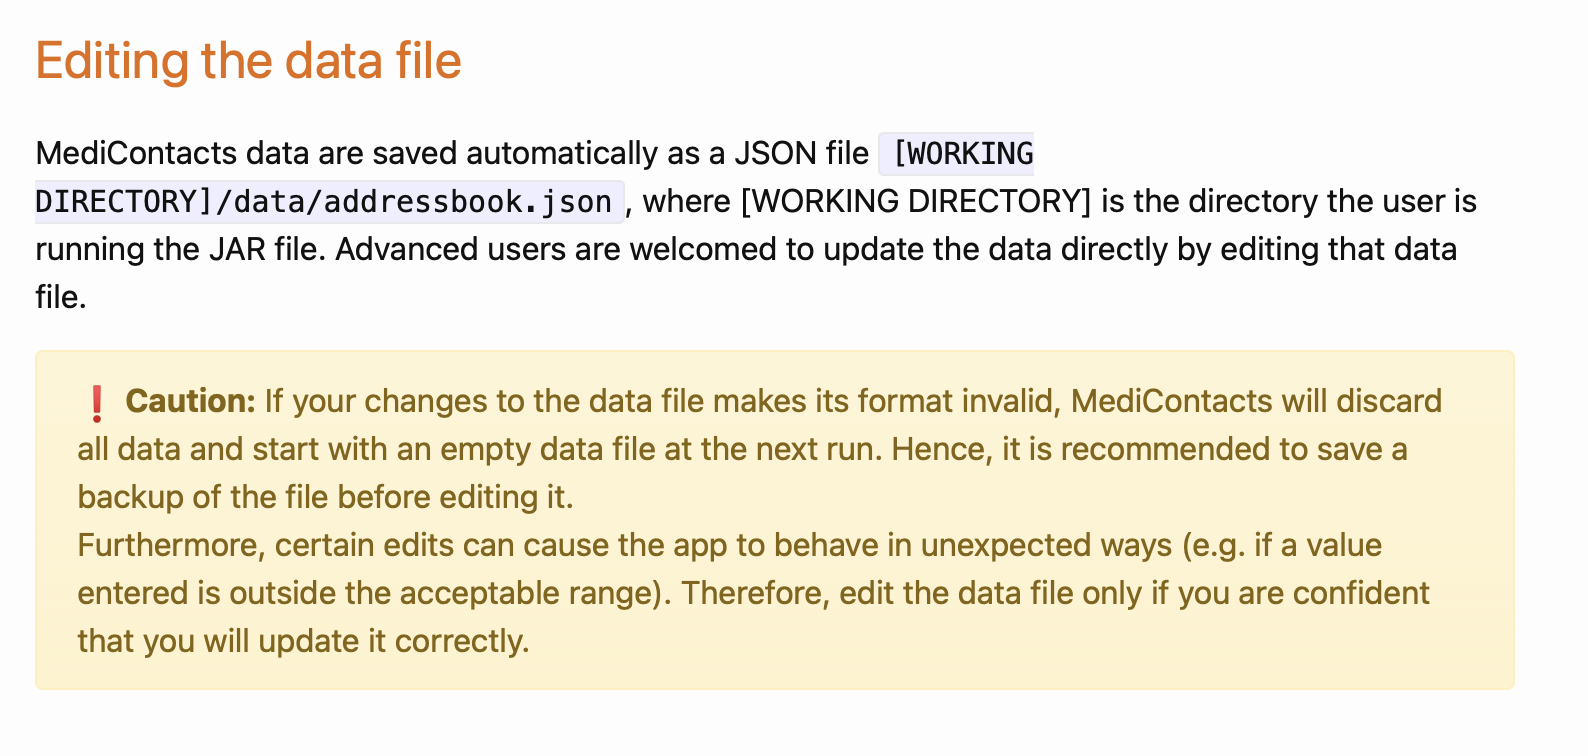 Editing the data file
MediContacts data are saved automatically as a JSON file [WORKING
DIRECTORY]/data/addressbook.json, where [WORKING DIRECTORY] is the directory the user is
running the JAR file. Advanced users are welcomed to update the data directly by editing that data
file.
❗ Caution: If your changes to the data file makes its format invalid, MediContacts will discard
all data and start with an empty data file at the next run. Hence, it is recommended to save a
backup of the file before editing it.
Furthermore, certain edits can cause the app to behave in unexpected ways (e.g. if a value
entered is outside the acceptable range). Therefore, edit the data file only if you are confident
that you will update it correctly.